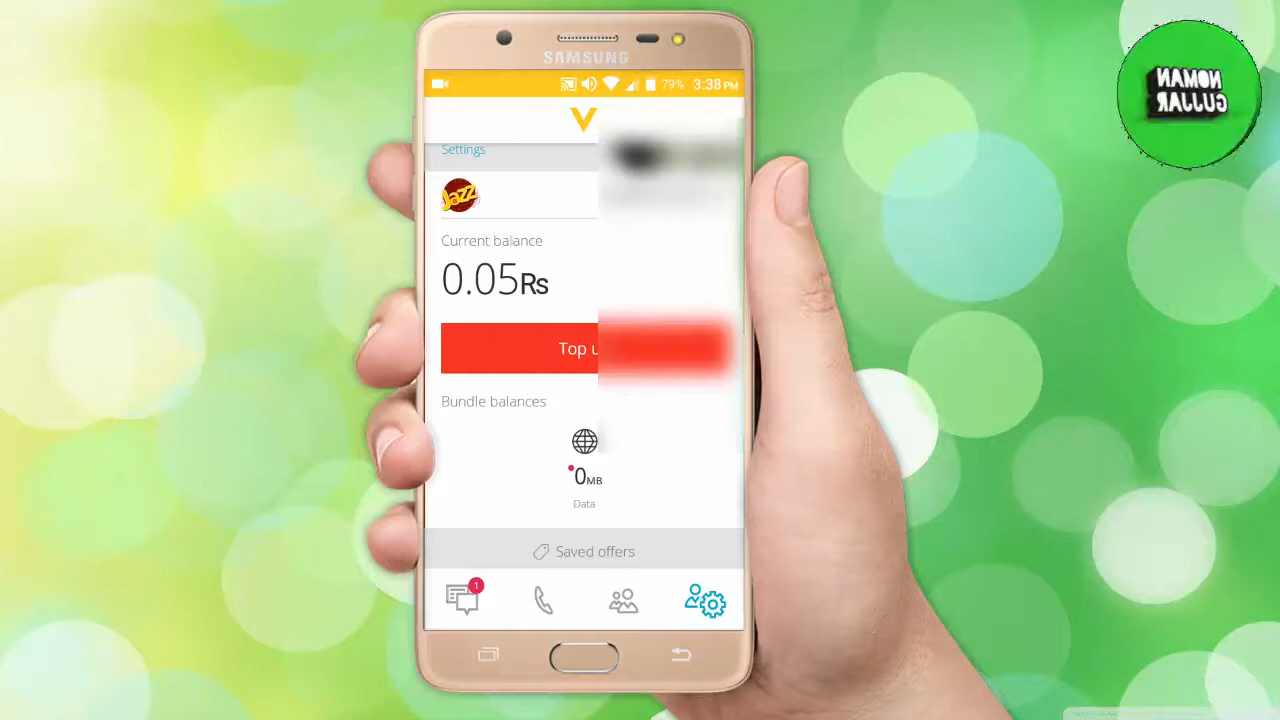 SAMSUNG
79% 3:38 PM
NOMAN
GUJJAR
Settings
Jazz
Current balance
0.05Rs
Top u
Bundle balances
0MB
Data
Saved offers
1